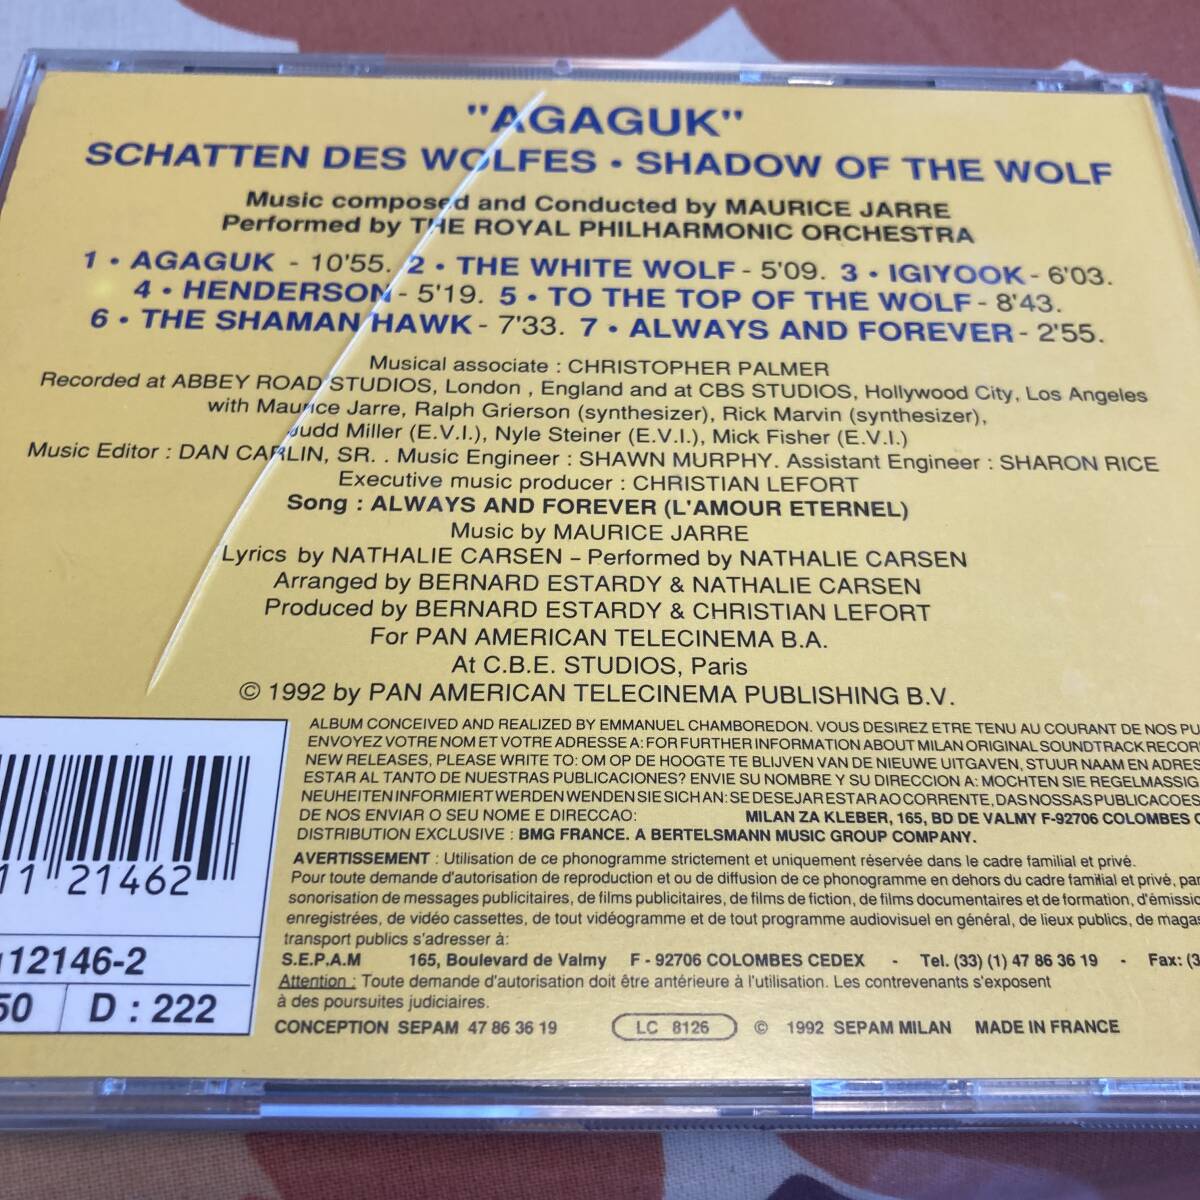 "AGAGUK"
SCHATTEN DES WOLFES • SHADOW OF THE WOLF
Music composed and Conducted by MAURICE JARRE
Performed by THE ROYAL PHILHARMONIC ORCHESTRA
1 • AGAGUK - 10'55. 2 • THE WHITE WOLF - 5'09. 3 • IGIYOOK - 6'03.
4 • HENDERSON - 5'19. 5 • TO THE TOP OF THE WOLF - 8'43.
6 • THE SHAMAN HAWK - 7'33. 7 • ALWAYS AND FOREVER - 2'55.
Musical associate : CHRISTOPHER PALMER
Recorded at ABBEY ROAD STUDIOS, London , England and at CBS STUDIOS, Hollywood City, Los Angeles
with Maurice Jarre, Ralph Grierson (synthesizer), Rick Marvin (synthesizer),
Judd Miller (E.V.I.), Nyle Steiner (E.V.I.), Mick Fisher (E.V.I.)
Music Editor : DAN CARLIN, SR. . Music Engineer : SHAWN MURPHY. Assistant Engineer : SHARON RICE
Executive music producer : CHRISTIAN LEFORT
Song : ALWAYS AND FOREVER (L'AMOUR ETERNEL)
Music by MAURICE JARRE
Lyrics by NATHALIE CARSEN – Performed by NATHALIE CARSEN
Arranged by BERNARD ESTARDY & NATHALIE CARSEN
Produced by BERNARD ESTARDY & CHRISTIAN LEFORT
For PAN AMERICAN TELECINEMA B.A.
At C.B.E. STUDIOS, Paris
© 1992 by PAN AMERICAN TELECINEMA PUBLISHING B.V.
ALBUM CONCEIVED AND REALIZED BY EMMANUEL CHAMBOREDON. VOUS DESIREZ ETRE TENU AU COURANT DE NOS PU
ENVOYEZ VOTRE NOM ET VOTRE ADRESSE A: FOR FURTHER INFORMATION ABOUT MILAN ORIGINAL SOUNDTRACK RECOR
NEW RELEASES, PLEASE WRITE TO: OM OP DE HOOGTE TE BLIJVEN VAN DE NIEUWE UITGAVEN, STUUR NAAM EN ADRES
ESTAR AL TANTO DE NUESTRAS PUBLICACIONES? ENVIE SU NOMBRE Y SU DIRECCION A: MOCHTEN SIE REGELMASSIG
NEUHEITEN INFORMIERT WERDEN WENDEN SIE SICH AN: SE DESEJAR ESTAR AO CORRENTE, DAS NOSSAS PUBLICACOES
DE NOS ENVIAR O SEU NOME E DIRECCAO: MILAN ZA KLEBER, 165, BD DE VALMY F-92706 COLOMBES C
DISTRIBUTION EXCLUSIVE : BMG FRANCE. A BERTELSMANN MUSIC GROUP COMPANY.
AVERTISSEMENT : Utilisation de ce phonogramme strictement et uniquement réservée dans le cadre familial et privé.
Pour toute demande d'autorisation de reproduction et ou de diffusion de ce phonogramme en dehors du cadre familial et privé, par
sonorisation de messages publicitaires, de films publicitaires, de films de fiction, de films documentaires et de formation, d'émissio
enregistrées, de vidéo cassettes, de tout vidéogramme et de tout programme audiovisuel en général, de lieux publics, de magas
transport publics s'adresser à:
S.E.P.A.M 165, Boulevard de Valmy F - 92706 COLOMBES CEDEX - Tel. (33) (1) 47 86 36 19 - Fax: (3
Attention : Toute demande d'autorisation doit être antérieure à l'utilisation. Les contrevenants s'exposent
à des poursuites judiciaires.
CONCEPTION SEPAM 47 86 36 19 LC 8126 © 1992 SEPAM MILAN MADE IN FRANCE
11 21462
12146-2
50 D : 222